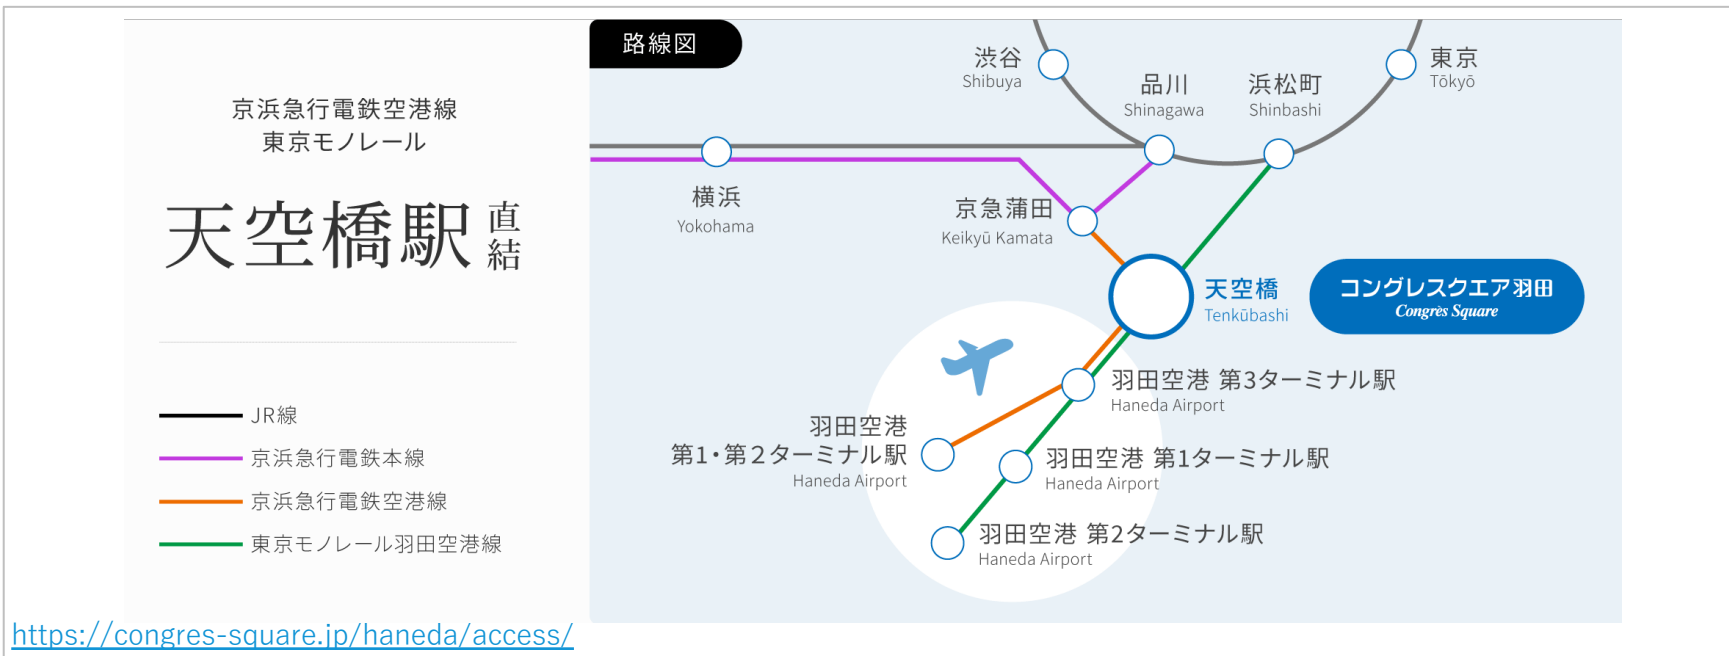 京浜急行電鉄空港線
東京モノレール
天空橋駅 直結
JR線
京浜急行電鉄本線
京浜急行電鉄空港線
東京モノレール羽田空港線
路線図
渋谷
Shibuya
品川
Shinagawa
浜松町
Shinbashi
東京
Tōkyō
横浜
Yokohama
京急蒲田
Keikyū Kamata
天空橋
Tenkūbashi
コングレスクエア羽田
Congrès Square
羽田空港 第3ターミナル駅
Haneda Airport
羽田空港
第1・第2ターミナル駅
Haneda Airport
羽田空港 第1ターミナル駅
Haneda Airport
羽田空港 第2ターミナル駅
Haneda Airport
https://congres-square.jp/haneda/access/